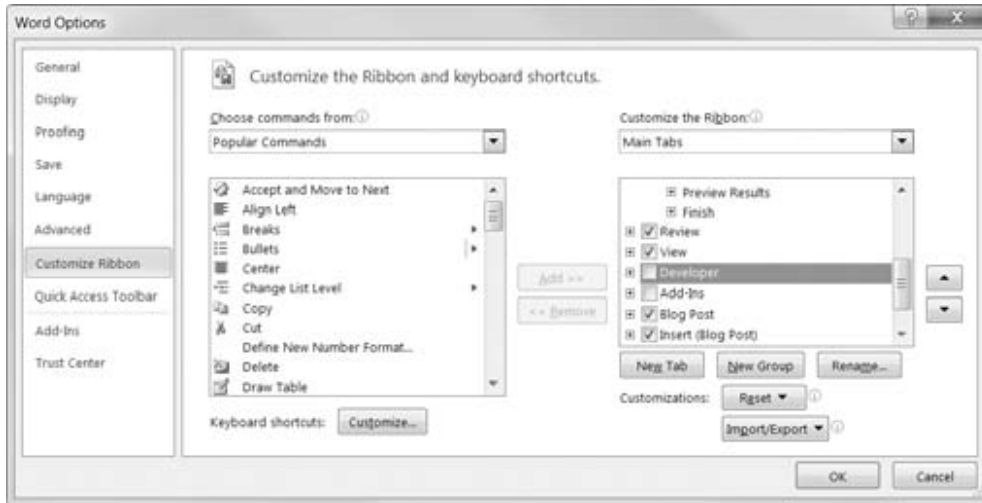 Word Options
General
Display
Proofing
Save
Language
Advanced
Customize Ribbon
Quick Access Toolbar
Add-Ins
Trust Center
Customize the Ribbon and keyboard shortcuts.
Choose commands from:
Popular Commands
Accept and Move to Next
Align Left
Breaks
Bullets
Center
Change List Level
Copy
Cut
Define New Number Format...
Delete
Draw Table
Keyboard shortcuts: Customize...
Add >>
<< Remove
Customize the Ribbon:
Main Tabs
Preview Results
Finish
Review
View
Developer
Add-Ins
Blog Post
Insert (Blog Post)
New Tab New Group Rename...
Customizations: Reset
Import/Export
OK Cancel